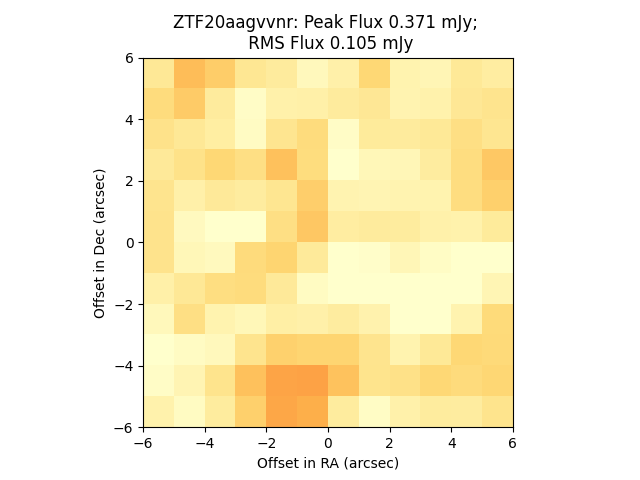 ZTF20aagvvnr: Peak Flux 0.371 mJy;
RMS Flux 0.105 mJy
6
4
2
0
−2
−4
−6
Offset in Dec (arcsec)
−6 −4 −2 0 2 4 6
Offset in RA (arcsec)